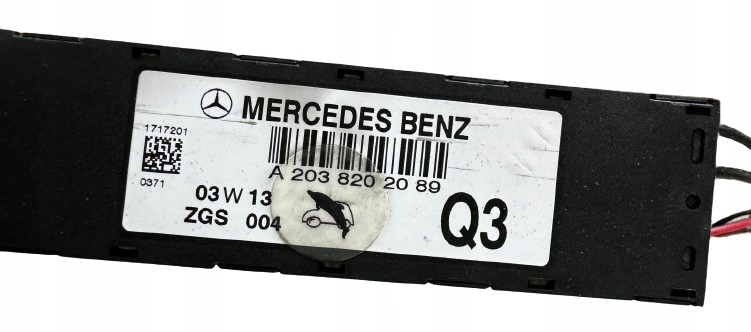 MERCEDES BENZ
1717201
0371
A 203 820 20 89
03 W 13
ZGS 004
Q3